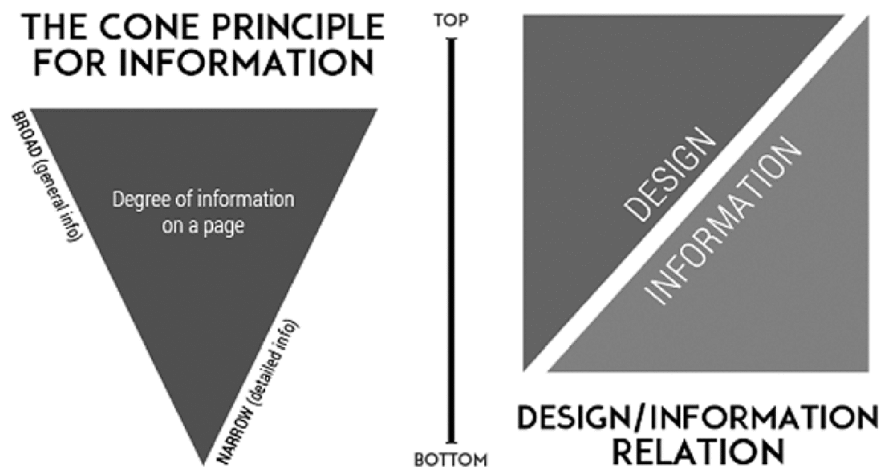 THE CONE PRINCIPLE
FOR INFORMATION
BROAD (general info)
Degree of information
on a page
NARROW (detailed info)
TOP
BOTTOM
DESIGN
INFORMATION
DESIGN/INFORMATION
RELATION